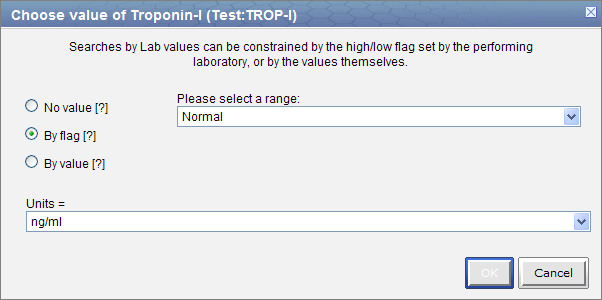 Choose value of Troponin-I (Test:TROP-I)
Searches by Lab values can be constrained by the high/low flag set by the performing
laboratory, or by the values themselves.
Please select a range:
No value [?]
Normal
By flag [?]
By value [?]
Units =
ng/ml
OK
Cancel